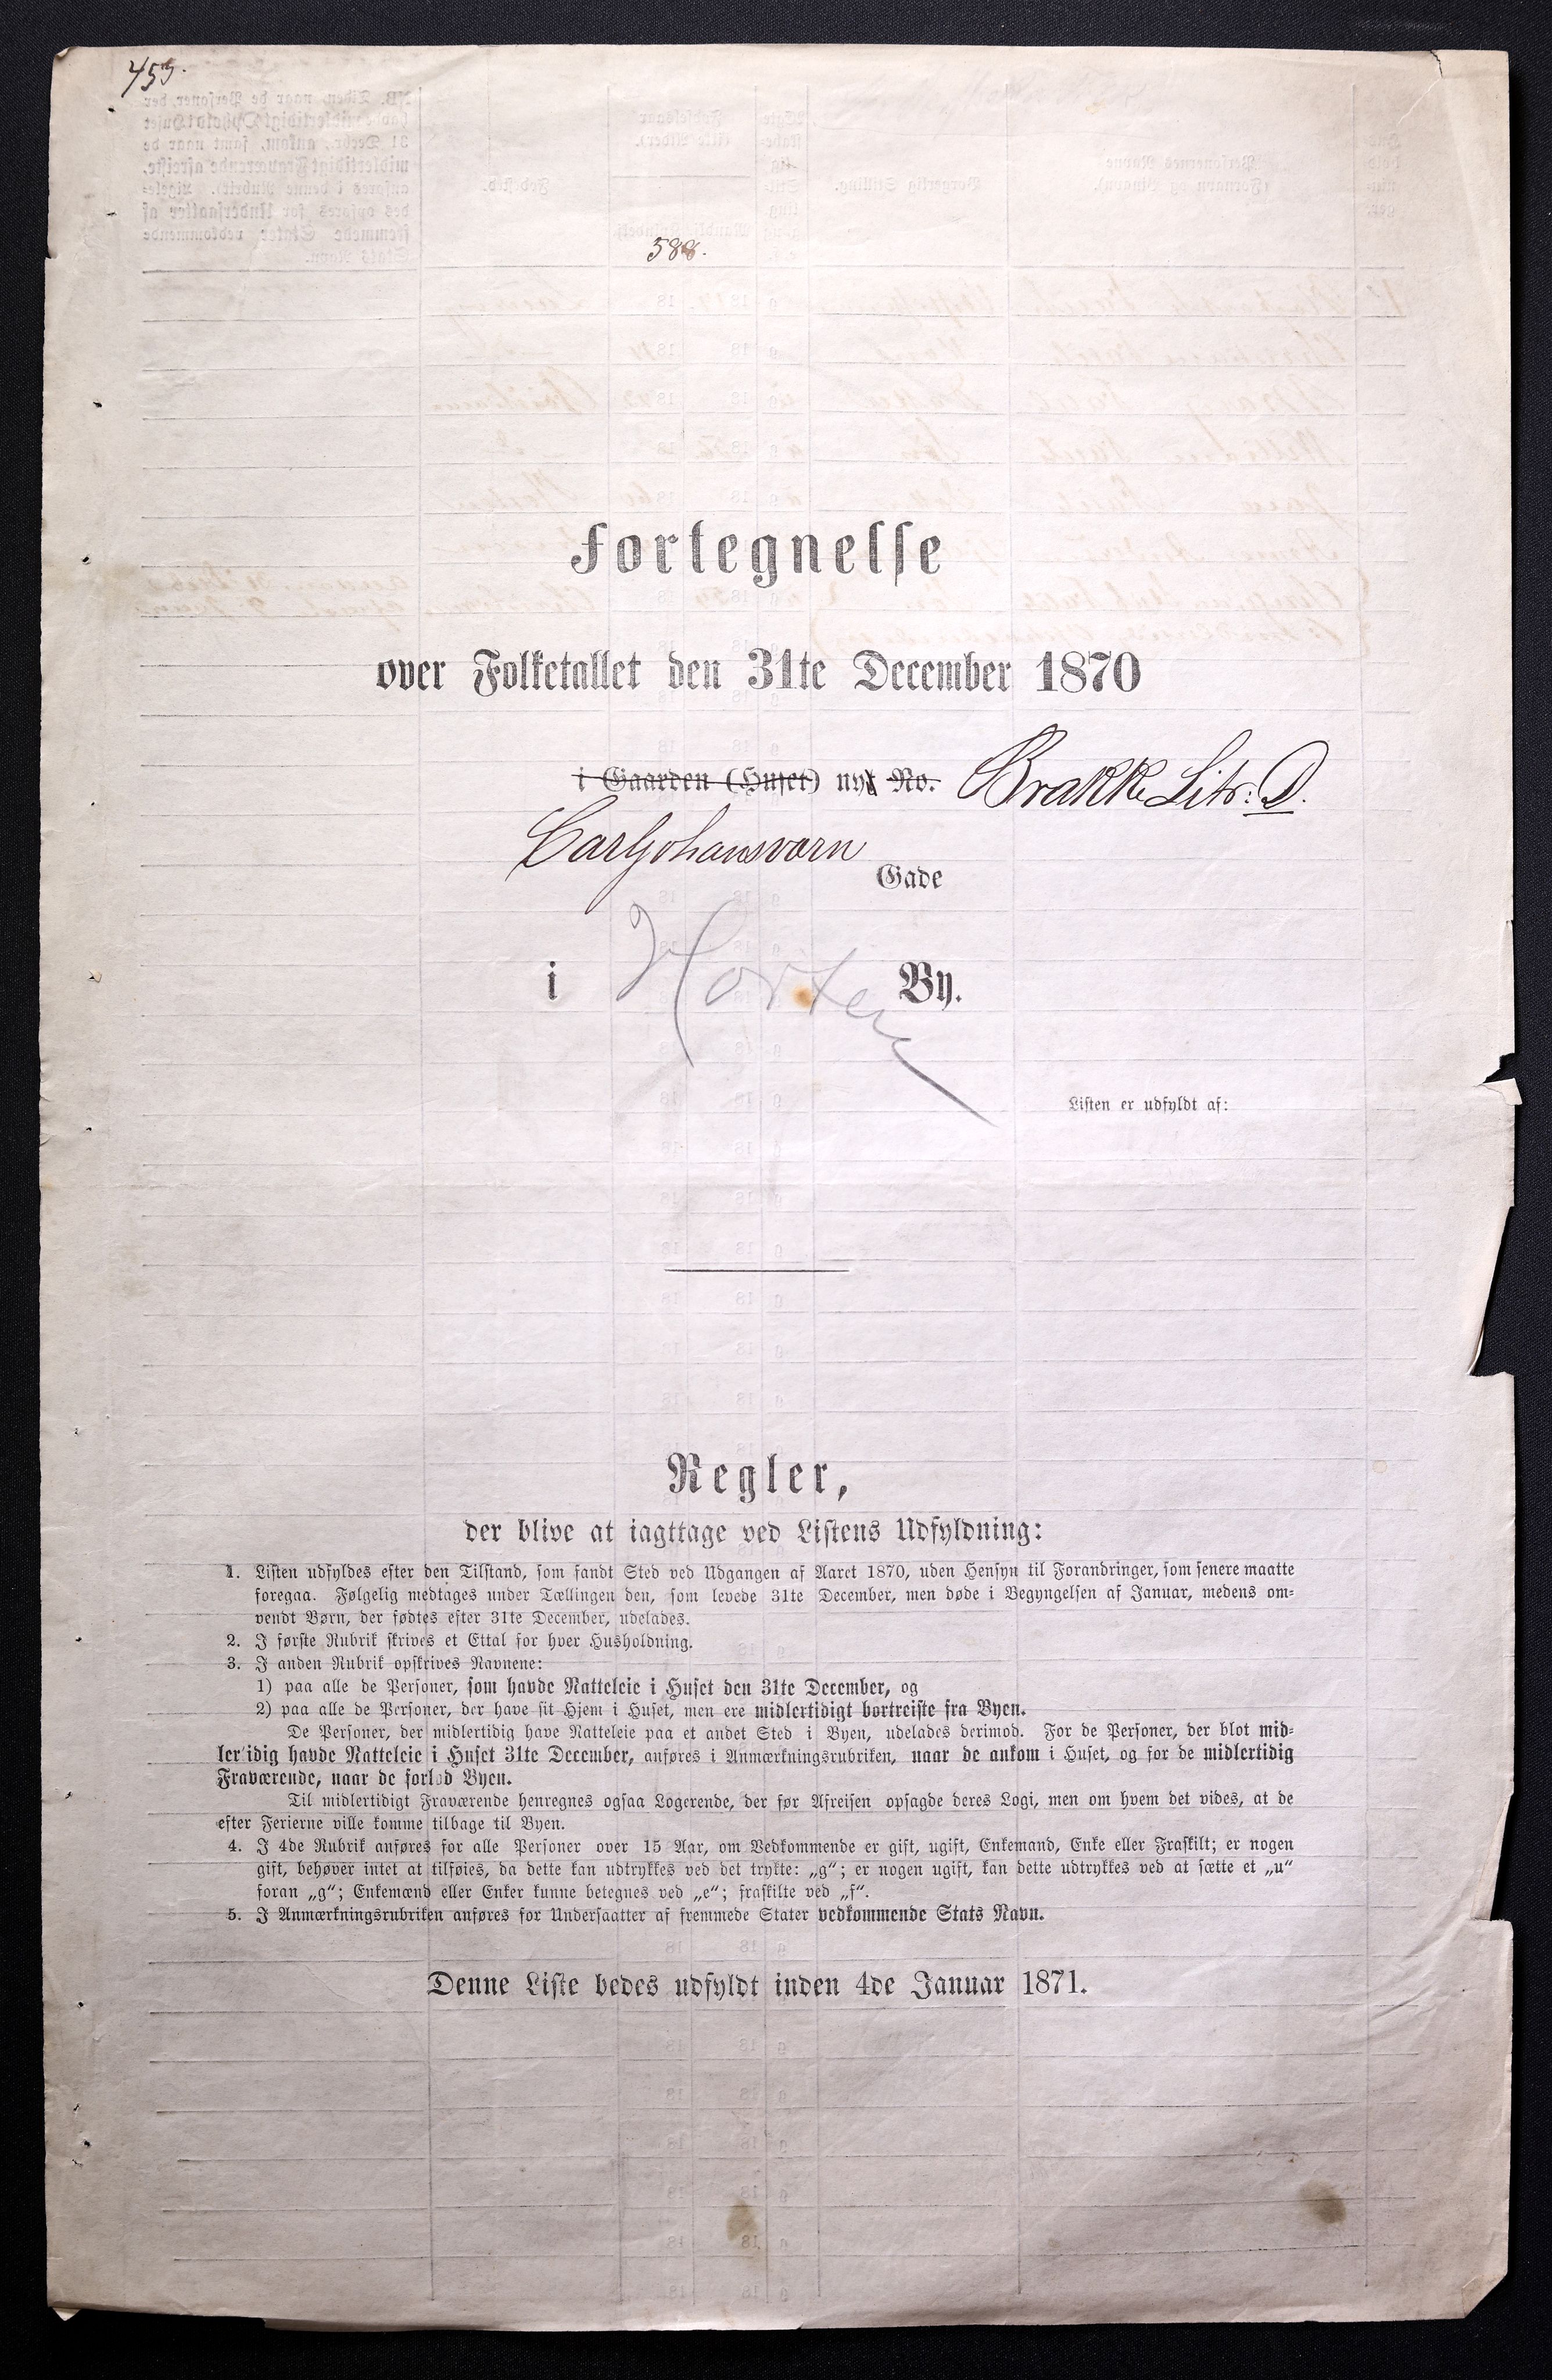 453.
588.
Fortegnelse
over Folketallet den 31te December 1870
i Gaarden (Huset) nyt No. Brakke Litr: D.
Carljohansværn
Gade
i Horten By.
Listen er udfyldt af:
Regler,
der blive at iagttage ved Listens Udfyldning:
1. Listen udfyldes efter den Tilstand, som fandt Sted ved Udgangen af Aaret 1870, uden Hensyn til Forandringer, som senere maatte
foregaa. Følgelig medtages under Tællingen den, som levede 31te December, men døde i Begyngelsen af Januar, medens om-
vendt Børn, der fødtes efter 31te December, udelades.
2. I første Rubrik skrives et Ettal for hver Husholdning.
3. I anden Rubrik opskrives Navnene:
1) paa alle de Personer, som havde Natteleie i Huset den 31te December, og
2) paa alle de Personer, der have sit Hjem i Huset, men ere midlertidigt bortreiste fra Byen.
De Personer, der midlertidig have Natteleie paa et andet Sted i Byen, udelades derimod. For de Personer, der blot mid-
lertidig havde Natteleie i Huset 31te December, anføres i Anmærkningsrubriken, naar de ankom i Huset, og for de midlertidig
Fraværende, naar de forlod Byen.
Til midlertidigt Fraværende henregnes ogsaa Logerende, der før Afreisen opsagde deres Logi, men om hvem det vides, at de
efter Ferierne ville komme tilbage til Byen.
4. I 4de Rubrik anføres for alle Personer over 15 Aar, om Vedkommende er gift, ugift, Enkemand, Enke eller Fraskilt; er nogen
gift, behøver intet at tilføies, da dette kan udtrykkes ved det trykte: „g“; er nogen ugift, kan dette udtrykkes ved at sætte et „u“
foran „g“; Enkemænd eller Enker kunne betegnes ved „e“; fraskilte ved „f“.
5. I Anmærkningsrubriken anføres for Undersaatter af fremmede Stater vedkommende Stats Navn.
Denne Liste bedes udfyldt inden 4de Januar 1871.